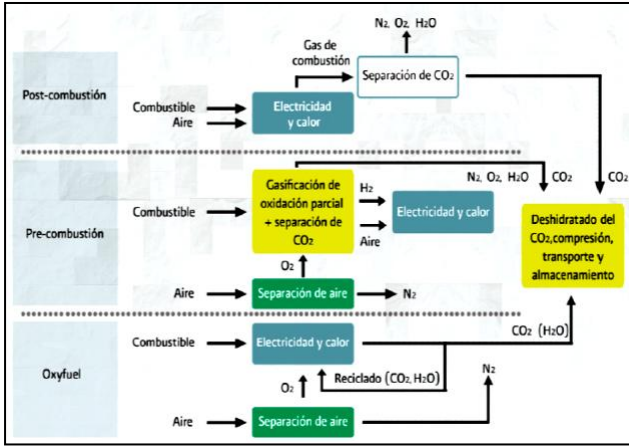 N₂, O₂, H₂O
Gas de
combustión
Separación de CO₂
Post-combustión
Combustible
Aire
Electricidad
y calor
CO₂
Gasificación de
oxidación parcial
+ separación de
CO₂
H₂
Aire
N₂, O₂, H₂O
CO₂
Electricidad y calor
Pre-combustión
Combustible
Deshidratado del
CO₂,compresión,
transporte y
almacenamiento
O₂
Aire
Separación de aire
N₂
Combustible
Electricidad y calor
CO₂ (H₂O)
Oxyfuel
O₂
Reciclado (CO₂, H₂O)
N₂
Aire
Separación de aire